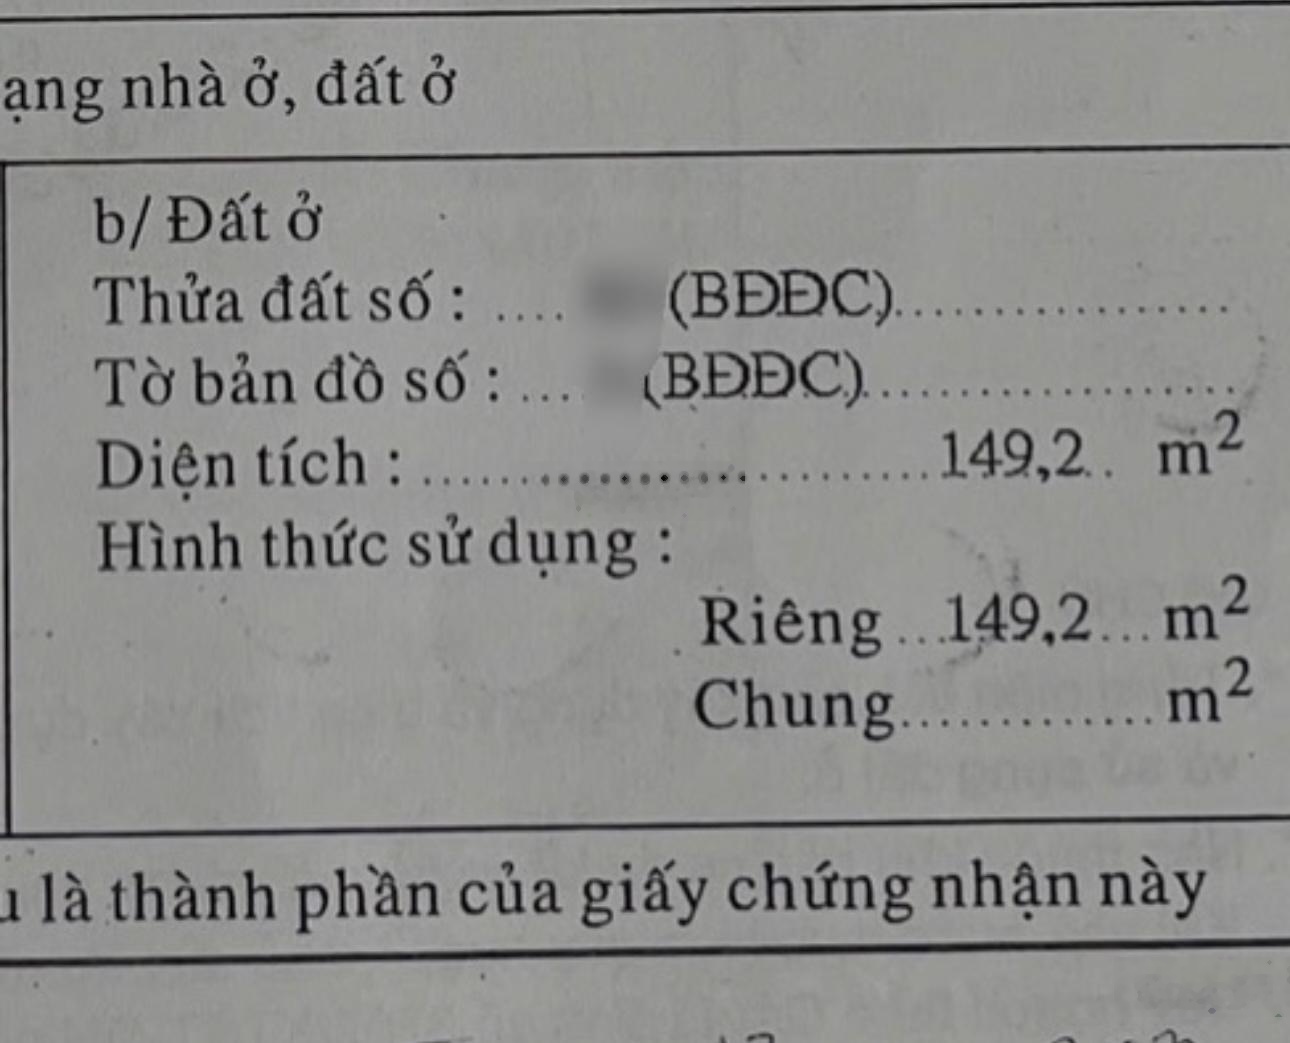 ạng nhà ở, đất ở
b/ Đất ở
Thửa đất số : .... (BĐĐC).................
Tờ bản đồ số : .... (BĐĐC)...................
Diện tích : ..........................149,2.. m²
Hình thức sử dụng :
Riêng ...149,2... m²
Chung............. m²
là thành phần của giấy chứng nhận này